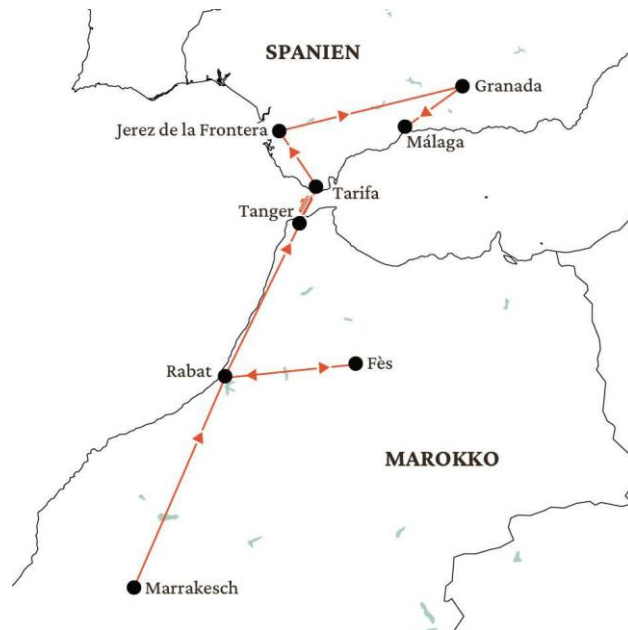 SPANIEN
Granada
Jerez de la Frontera
Málaga
Tarifa
Tanger
Rabat
Fès
MAROKKO
Marrakesch